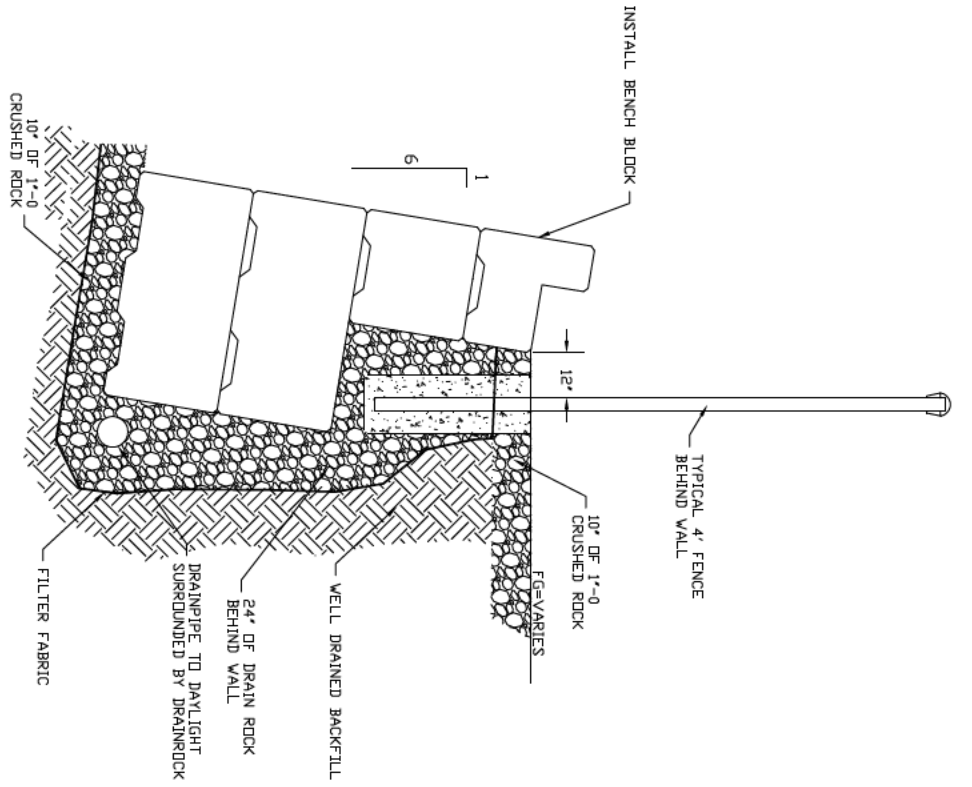 INSTALL BENCH BLOCK
6
1
12"
TYPICAL 4' FENCE
BEHIND WALL
10" OF 1"-0
CRUSHED ROCK
FG=VARIES
WELL DRAINED BACKFILL
24" OF DRAIN ROCK
BEHIND WALL
DRAINPIPE TO DAYLIGHT
SURROUNDED BY DRAINROCK
FILTER FABRIC
10" OF 1"-0
CRUSHED ROCK